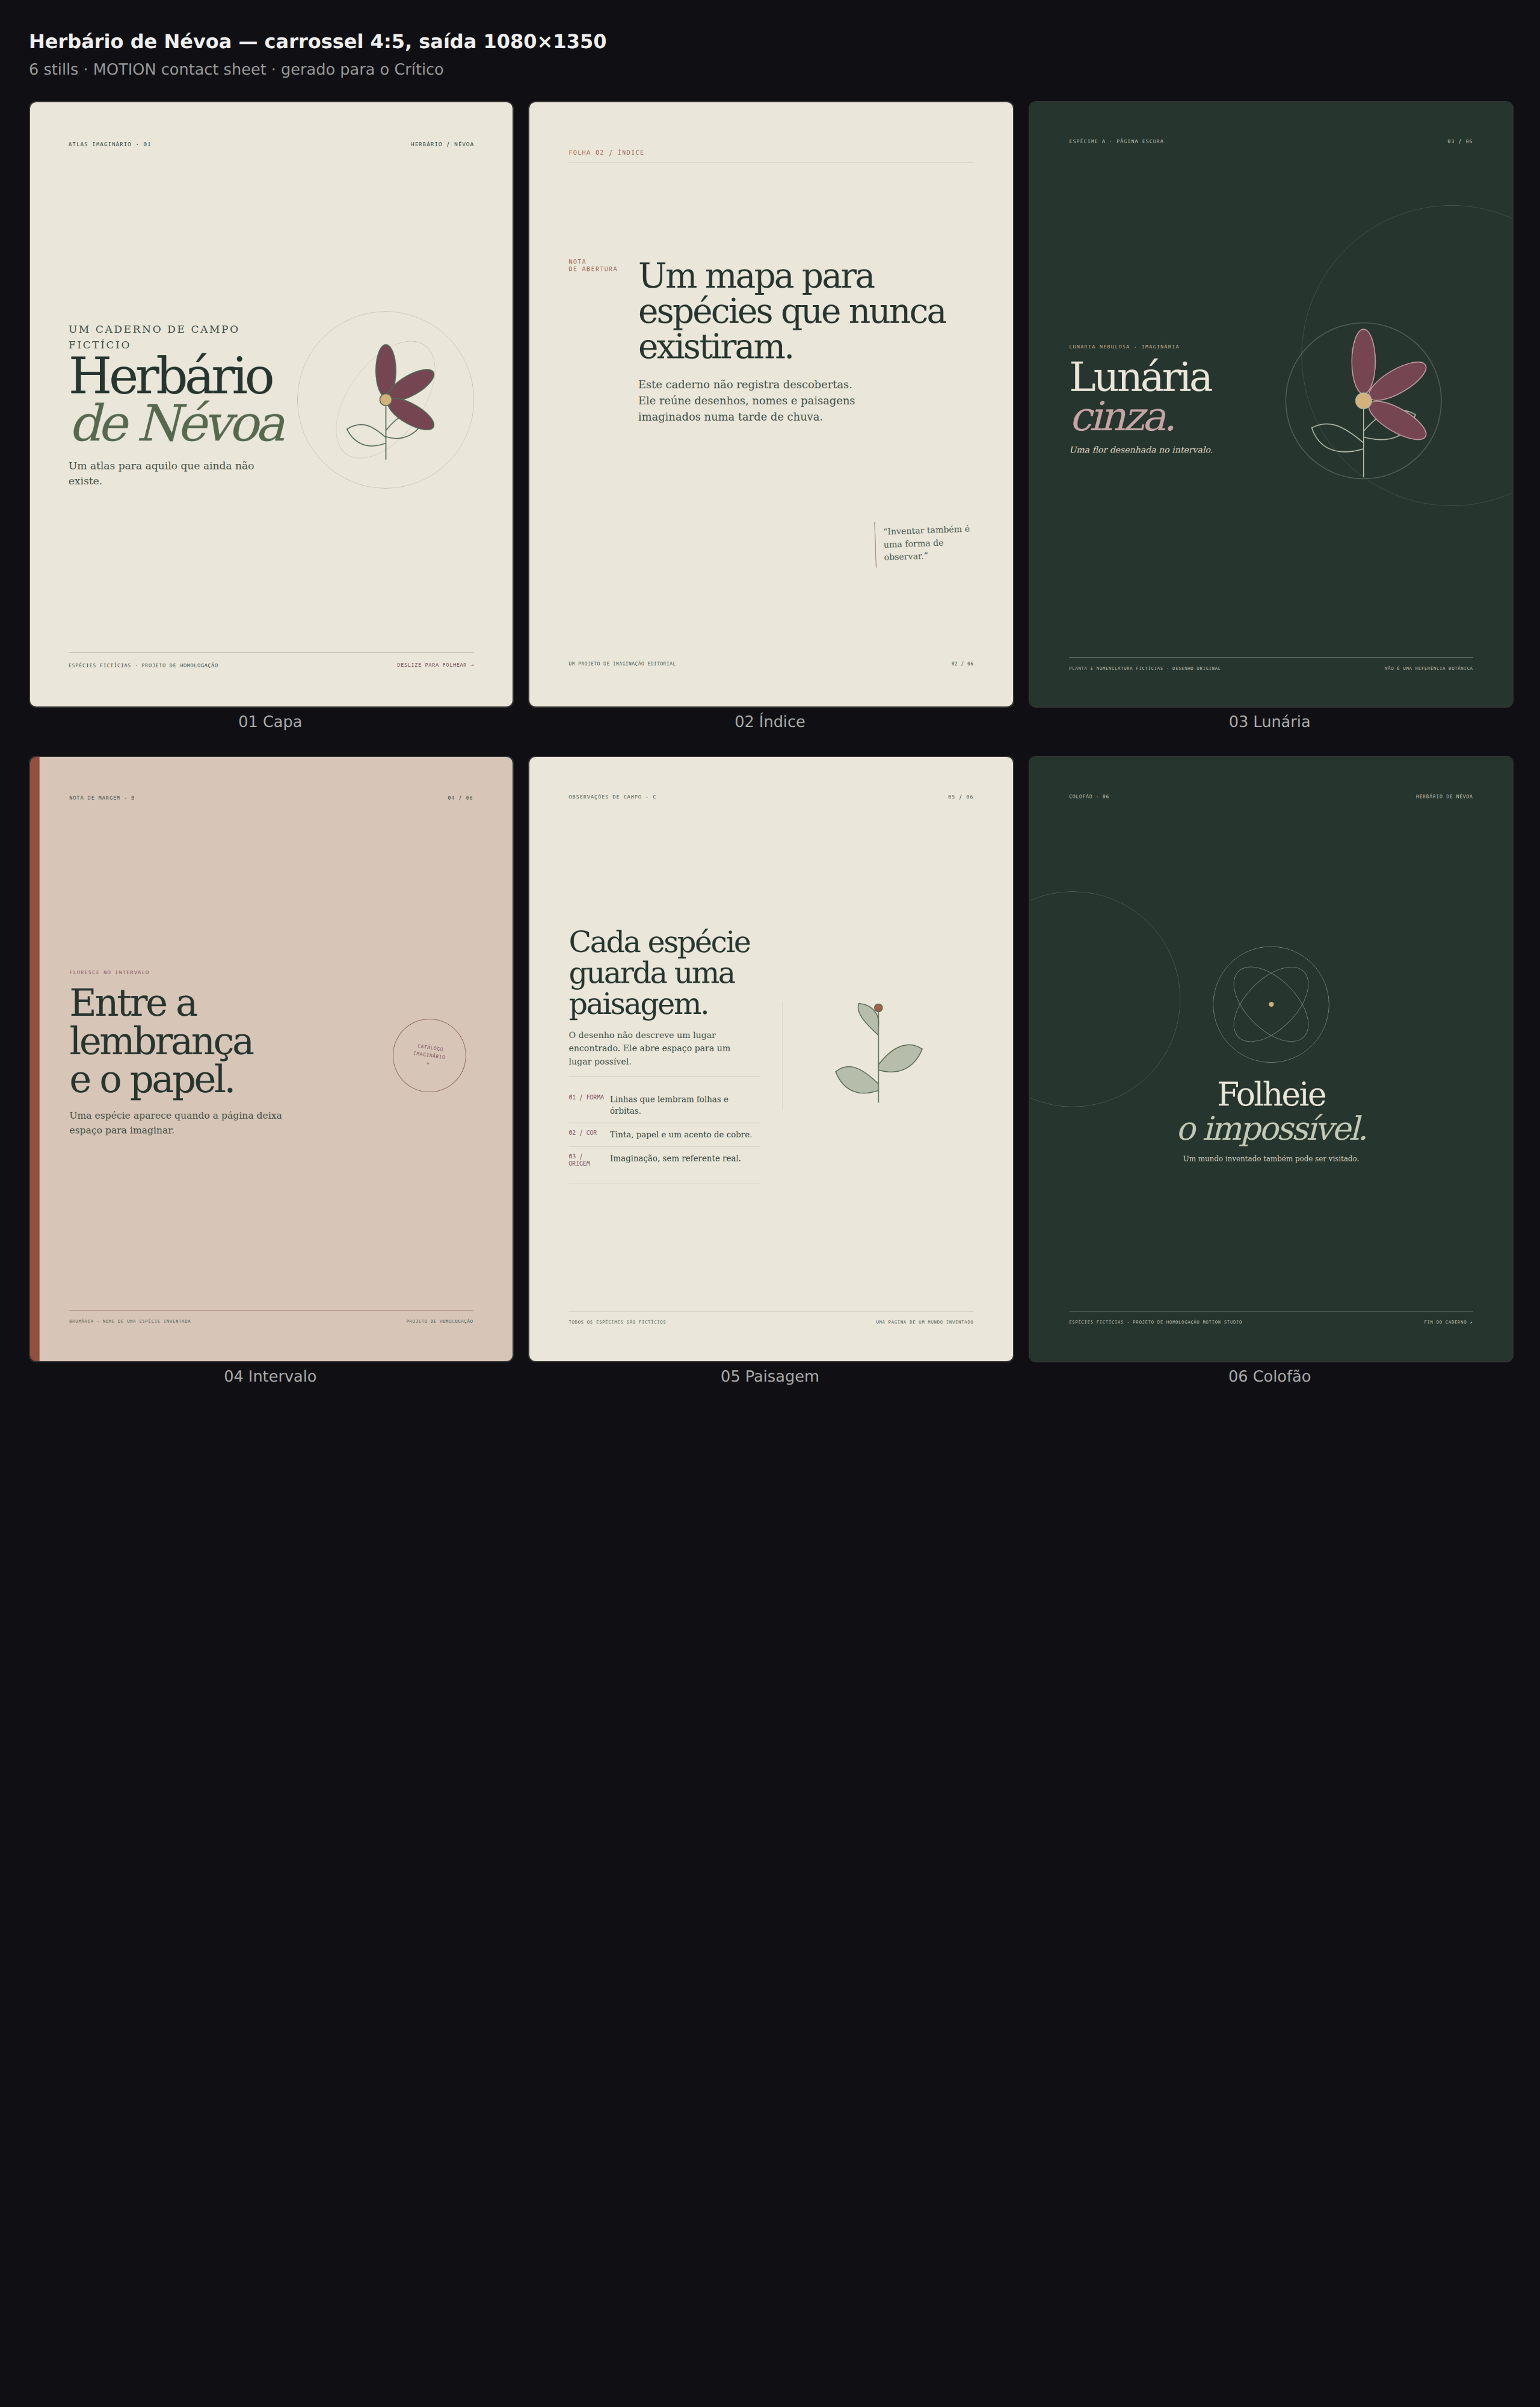 Herbário de Névoa — carrossel 4:5, saída 1080×1350
6 stills · MOTION contact sheet · gerado para o Crítico
ATLAS IMAGINÁRIO · 01
HERBÁRIO / NÉVOA
UM CADERNO DE CAMPO
FICTÍCIO
Herbário
de Névoa
Um atlas para aquilo que ainda não
existe.
ESPÉCIES FICTÍCIAS · PROJETO DE HOMOLOGAÇÃO
DESLIZE PARA FOLHEAR →
01 Capa
FOLHA 02 / ÍNDICE
NOTA
DE ABERTURA
Um mapa para
espécies que nunca
existiram.
Este caderno não registra descobertas.
Ele reúne desenhos, nomes e paisagens
imaginados numa tarde de chuva.
“Inventar também é
uma forma de
observar.”
UM PROJETO DE IMAGINAÇÃO EDITORIAL
02 / 06
02 Índice
ESPÉCIME A · PÁGINA ESCURA
03 / 06
LUNARIA NEBULOSA · IMAGINÁRIA
Lunária
cinza.
Uma flor desenhada no intervalo.
PLANTA E NOMENCLATURA FICTÍCIAS · DESENHO ORIGINAL
NÃO É UMA REFERÊNCIA BOTÂNICA
03 Lunária
NOTA DE MARGEM · B
04 / 06
FLORESCE NO INTERVALO
Entre a
lembrança
e o papel.
Uma espécie aparece quando a página deixa
espaço para imaginar.
CATÁLOGO
IMAGINÁRIO
· NOME DE UMA ESPÉCIE INVENTADA
PROJETO DE HOMOLOGAÇÃO
04 Intervalo
OBSERVAÇÕES DE CAMPO · C
05 / 06
Cada espécie
guarda uma
paisagem.
O desenho não descreve um lugar
encontrado. Ele abre espaço para um
lugar possível.
01 / FORMA
Linhas que lembram folhas e
órbitas.
02 / COR
Tinta, papel e um acento de cobre.
03 /
ORIGEM
Imaginação, sem referente real.
TODOS OS ESPÉCIMES SÃO FICTÍCIOS
UMA PÁGINA DE UM MUNDO INVENTADO
05 Paisagem
COLOFÃO · 06
HERBÁRIO DE NÉVOA
Folheie
o impossível.
Um mundo inventado também pode ser visitado.
ESPÉCIES FICTÍCIAS · PROJETO DE HOMOLOGAÇÃO MOTION STUDIO
FIM DO CADERNO
06 Colofão